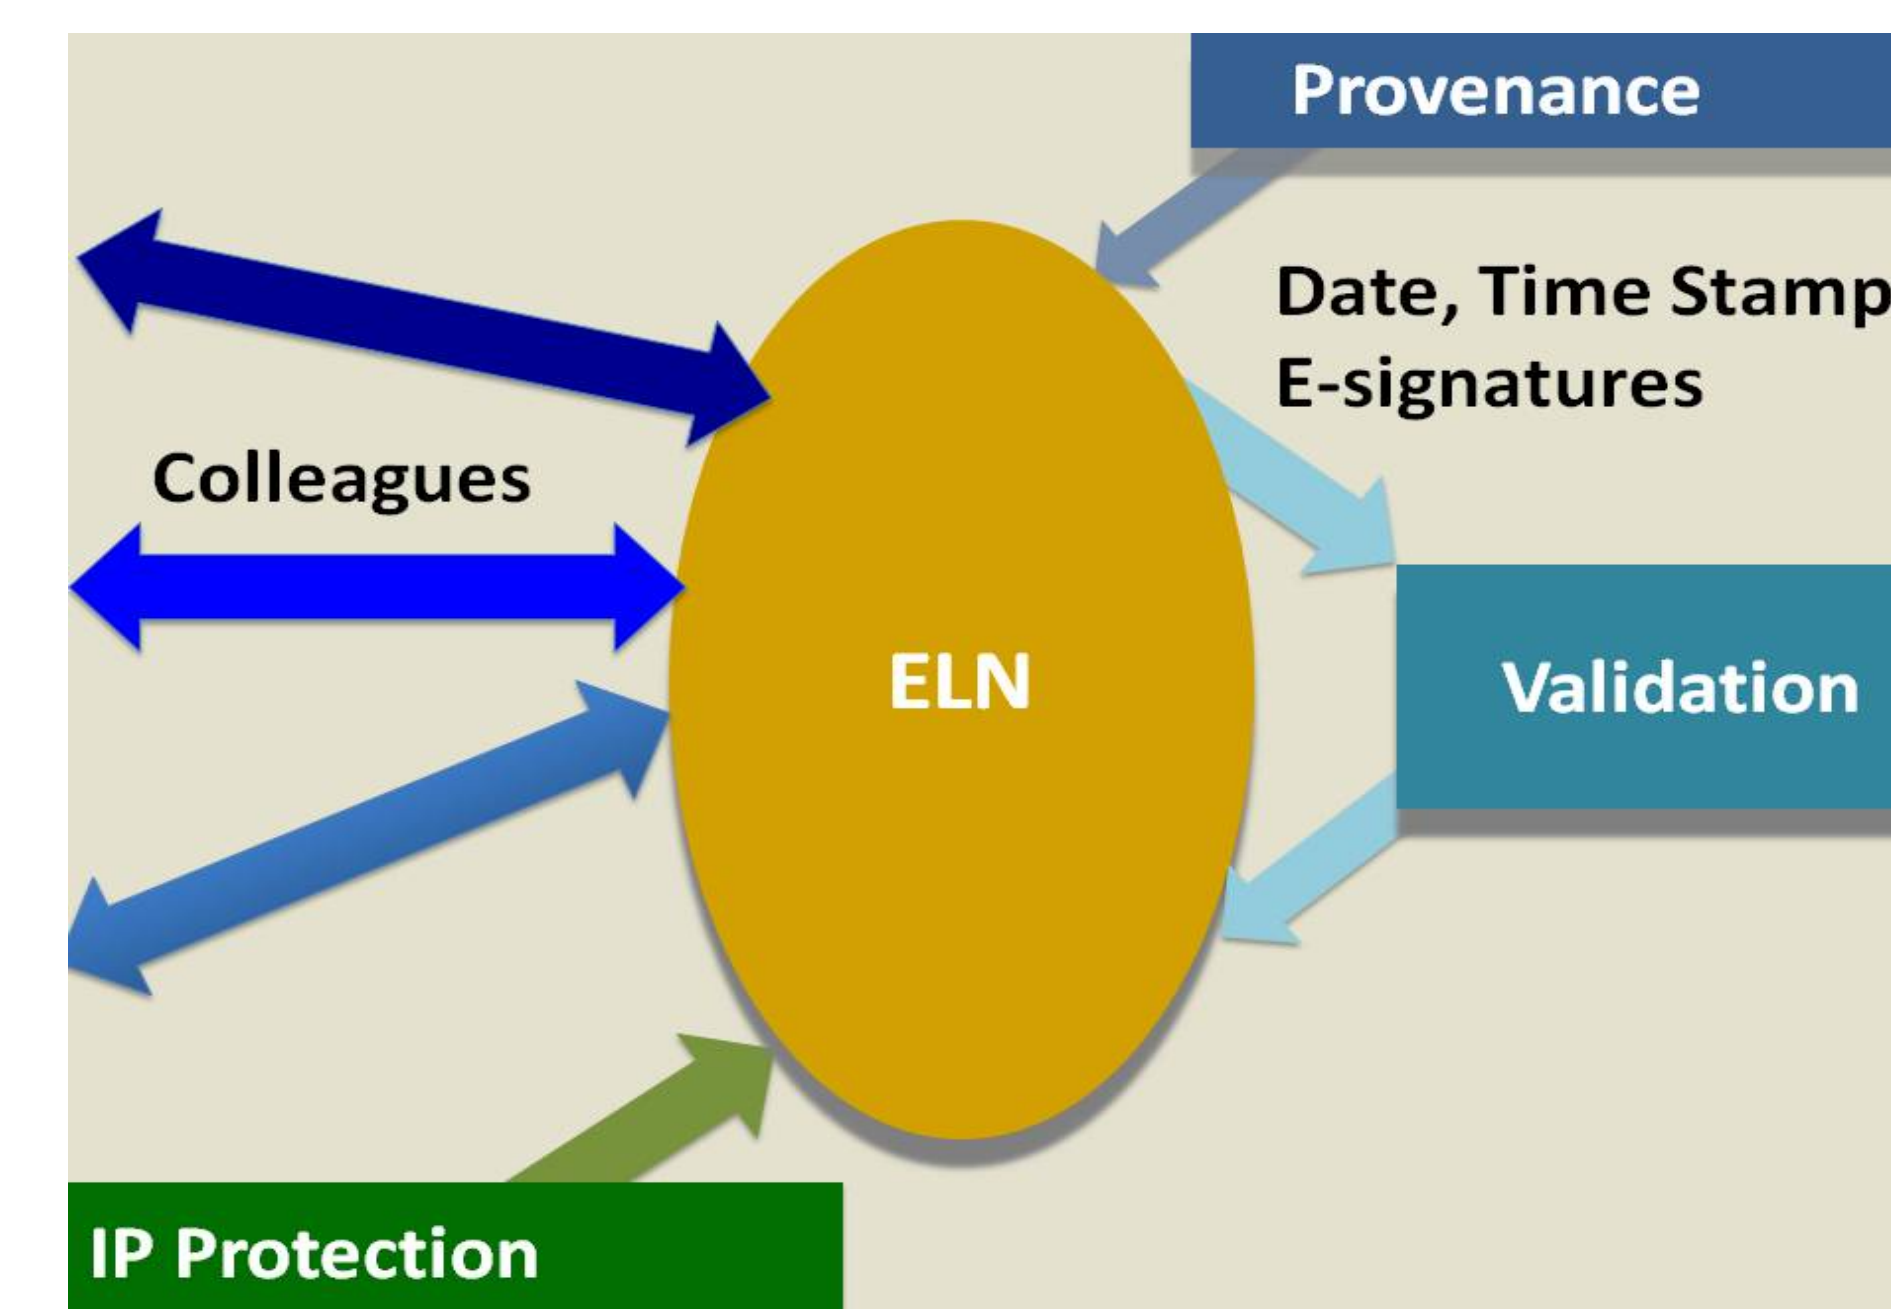 Provenance
Date, Time Stamp
E-signatures
Colleagues
ELN
Validation
IP Protection